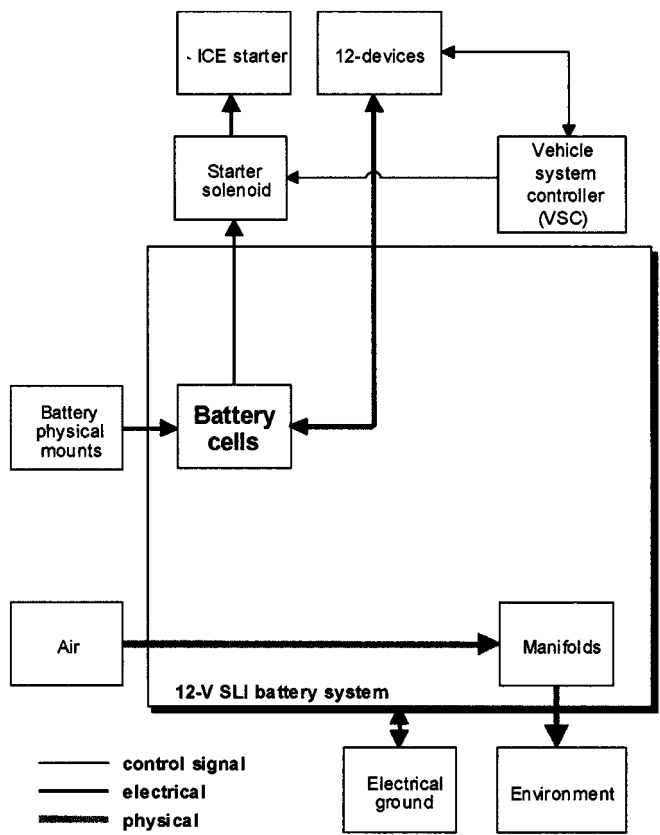 ICE starter
12-devices
Starter
solenoid
Vehicle
system
controller
(VSC)
Battery
physical
mounts
Battery
cells
Air
Manifolds
12-V SLI battery system
control signal
electrical
physical
Electrical
ground
Environment